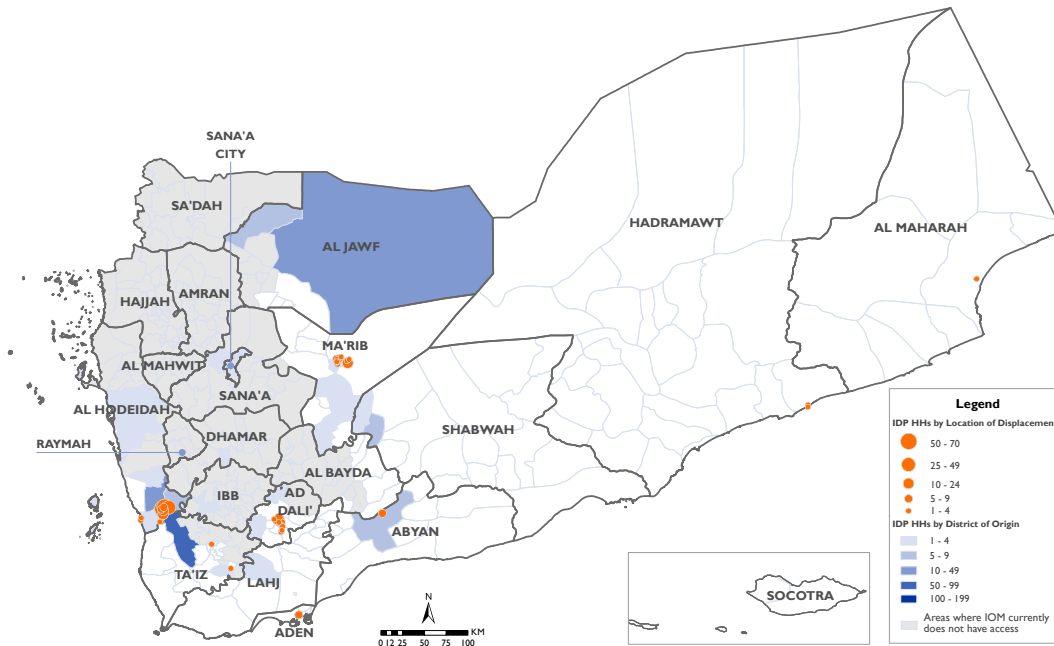 SANA'A
CITY
SA'DAH
HADRAMAWT
AL MAHARAH
AL JAWF
HAJJAH
AMRAN
MA'RIB
AL MAHWIT
SANA'A
AL HODEIDAH
SHABWAH
RAYMAH
DHAMAR
AL BAYDA
IBB
AD
DALI'
ABYAN
TA'IZ
LAHJ
ADEN
SOCOTRA
N
KM
0 12 25 50 75 100
Legend
IDP HHs by Location of Displacemen
50 - 70
25 - 49
10 - 24
5 - 9
1 - 4
IDP HHs by District of Origin
1 - 4
5 - 9
10 - 49
50 - 99
100 - 199
Areas where IOM currently
does not have access